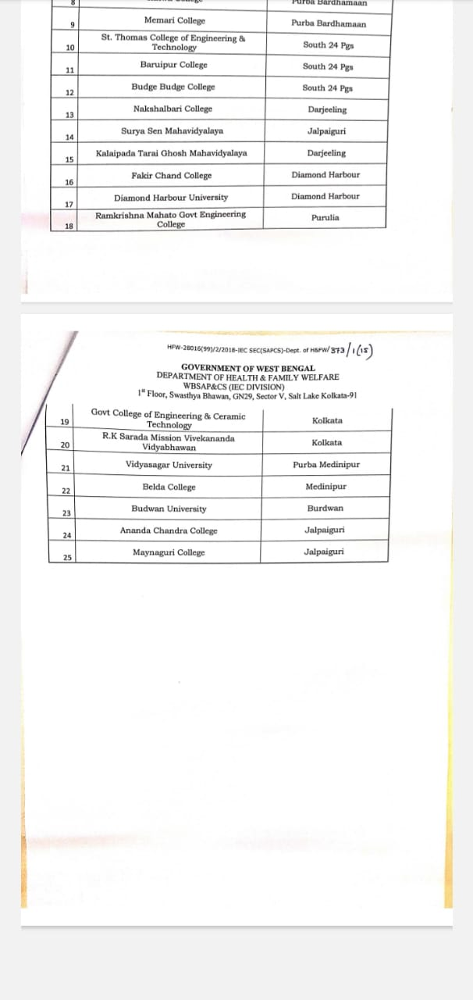 8 Purba Bardhamaan
9 Memari College Purba Bardhamaan
10 St. Thomas College of Engineering &
Technology South 24 Pgs
11 Baruipur College South 24 Pgs
12 Budge Budge College South 24 Pgs
13 Nakshalbari College Darjeeling
14 Surya Sen Mahavidyalaya Jalpaiguri
15 Kalaipada Tarai Ghosh Mahavidyalaya Darjeeling
16 Fakir Chand College Diamond Harbour
17 Diamond Harbour University Diamond Harbour
18 Ramkrishna Mahato Govt Engineering
College Purulia
HFW-28016(99)/2/2018-IEC SEC(SAPCS)-Dept. of H&FW/373/1(15)
GOVERNMENT OF WEST BENGAL
DEPARTMENT OF HEALTH & FAMILY WELFARE
WBSAP&CS (IEC DIVISION)
1st Floor, Swasthya Bhawan, GN29, Sector V, Salt Lake Kolkata-91
19 Govt College of Engineering & Ceramic
Technology Kolkata
20 R.K Sarada Mission Vivekananda
Vidyabhawan Kolkata
21 Vidyasagar University Purba Medinipur
22 Belda College Medinipur
23 Budwan University Burdwan
24 Ananda Chandra College Jalpaiguri
25 Maynaguri College Jalpaiguri